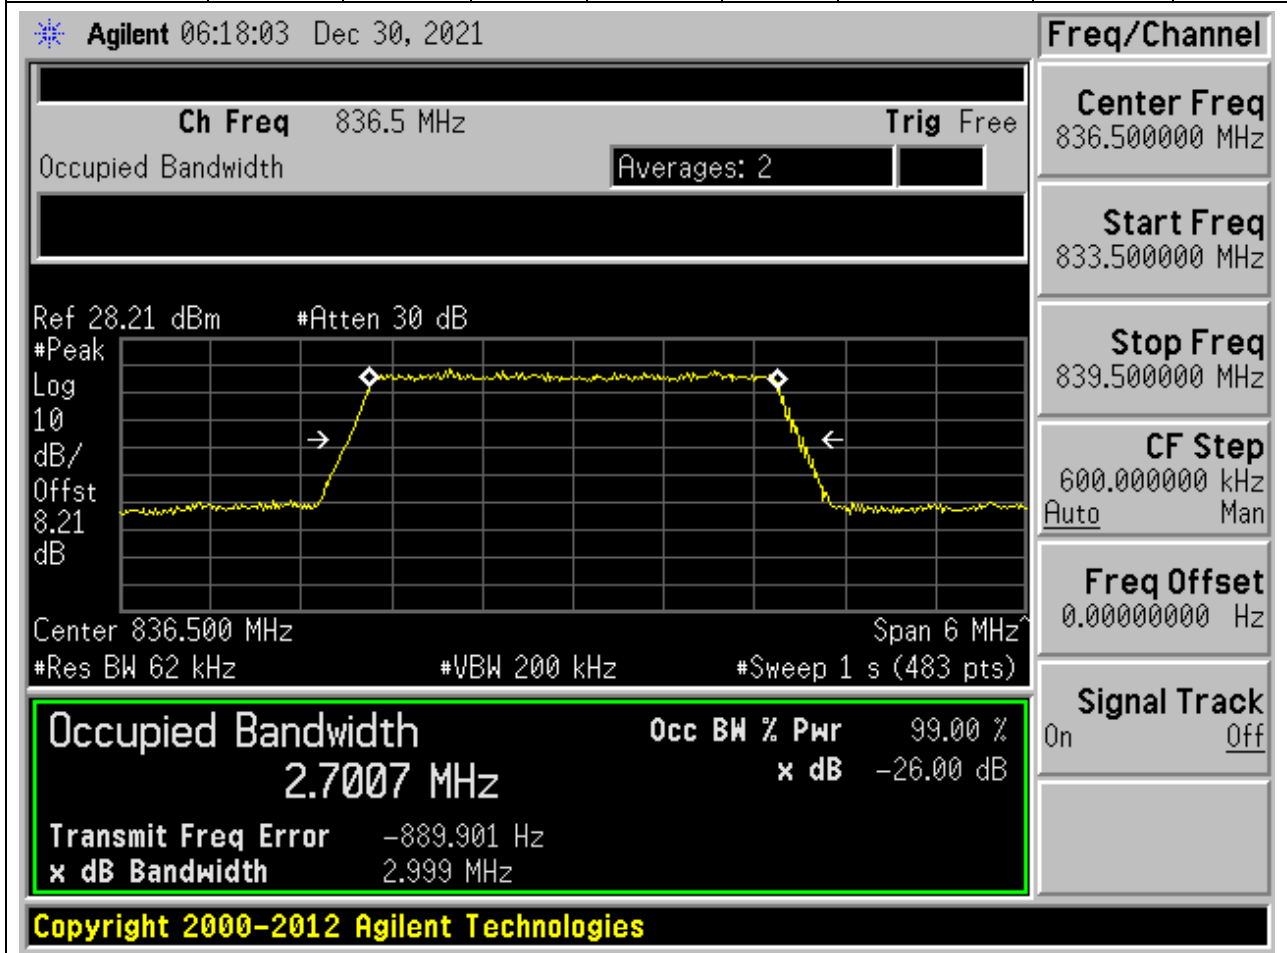 Agilent 06:18:03 Dec 30, 2021
Freq/Channel
Ch Freq 836.5 MHz Trig Free
Occupied Bandwidth Averages: 2
Center Freq
836.500000 MHz
Start Freq
833.500000 MHz
Stop Freq
839.500000 MHz
CF Step
600.000000 kHz
Auto Man
Freq Offset
0.00000000 Hz
Signal Track
On Off
Ref 28.21 dBm #Atten 30 dB
#Peak
Log
10
dB/
Offst
8.21
dB
Center 836.500 MHz Span 6 MHz^
#Res BW 62 kHz #VBW 200 kHz #Sweep 1 s (483 pts)
Occupied Bandwidth Occ BW % Pwr 99.00 %
2.7007 MHz x dB -26.00 dB
Transmit Freq Error -889.901 Hz
x dB Bandwidth 2.999 MHz
Copyright 2000-2012 Agilent Technologies